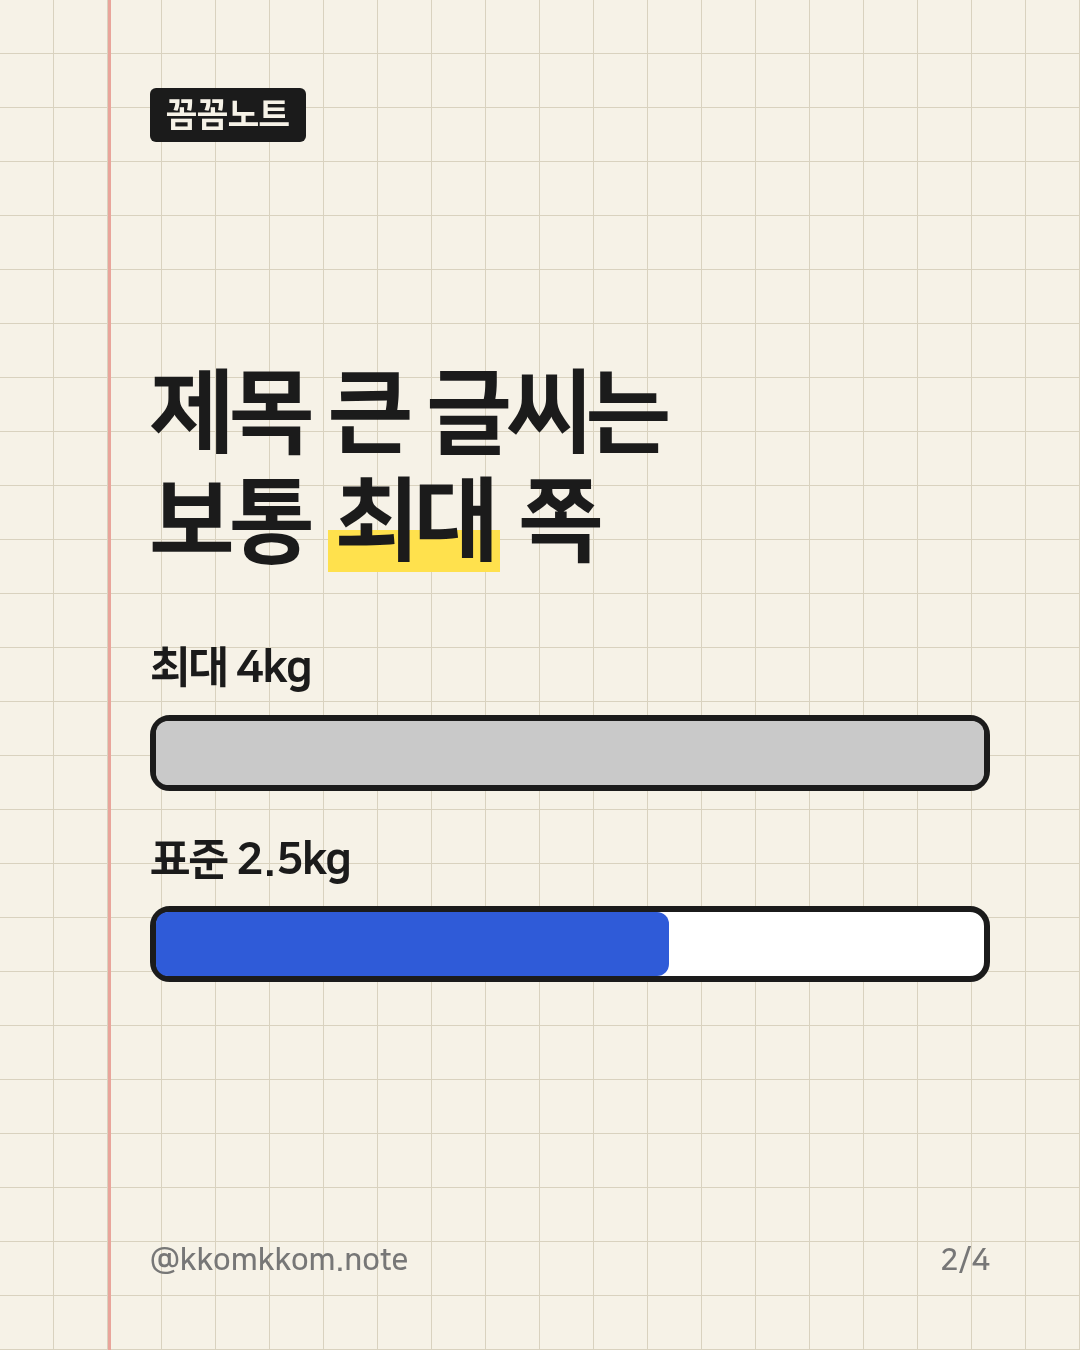 꼼꼼노트
제목 큰 글씨는
보통 최대 쪽
최대 4kg
표준 2.5kg
@kkomkkom.note
2/4